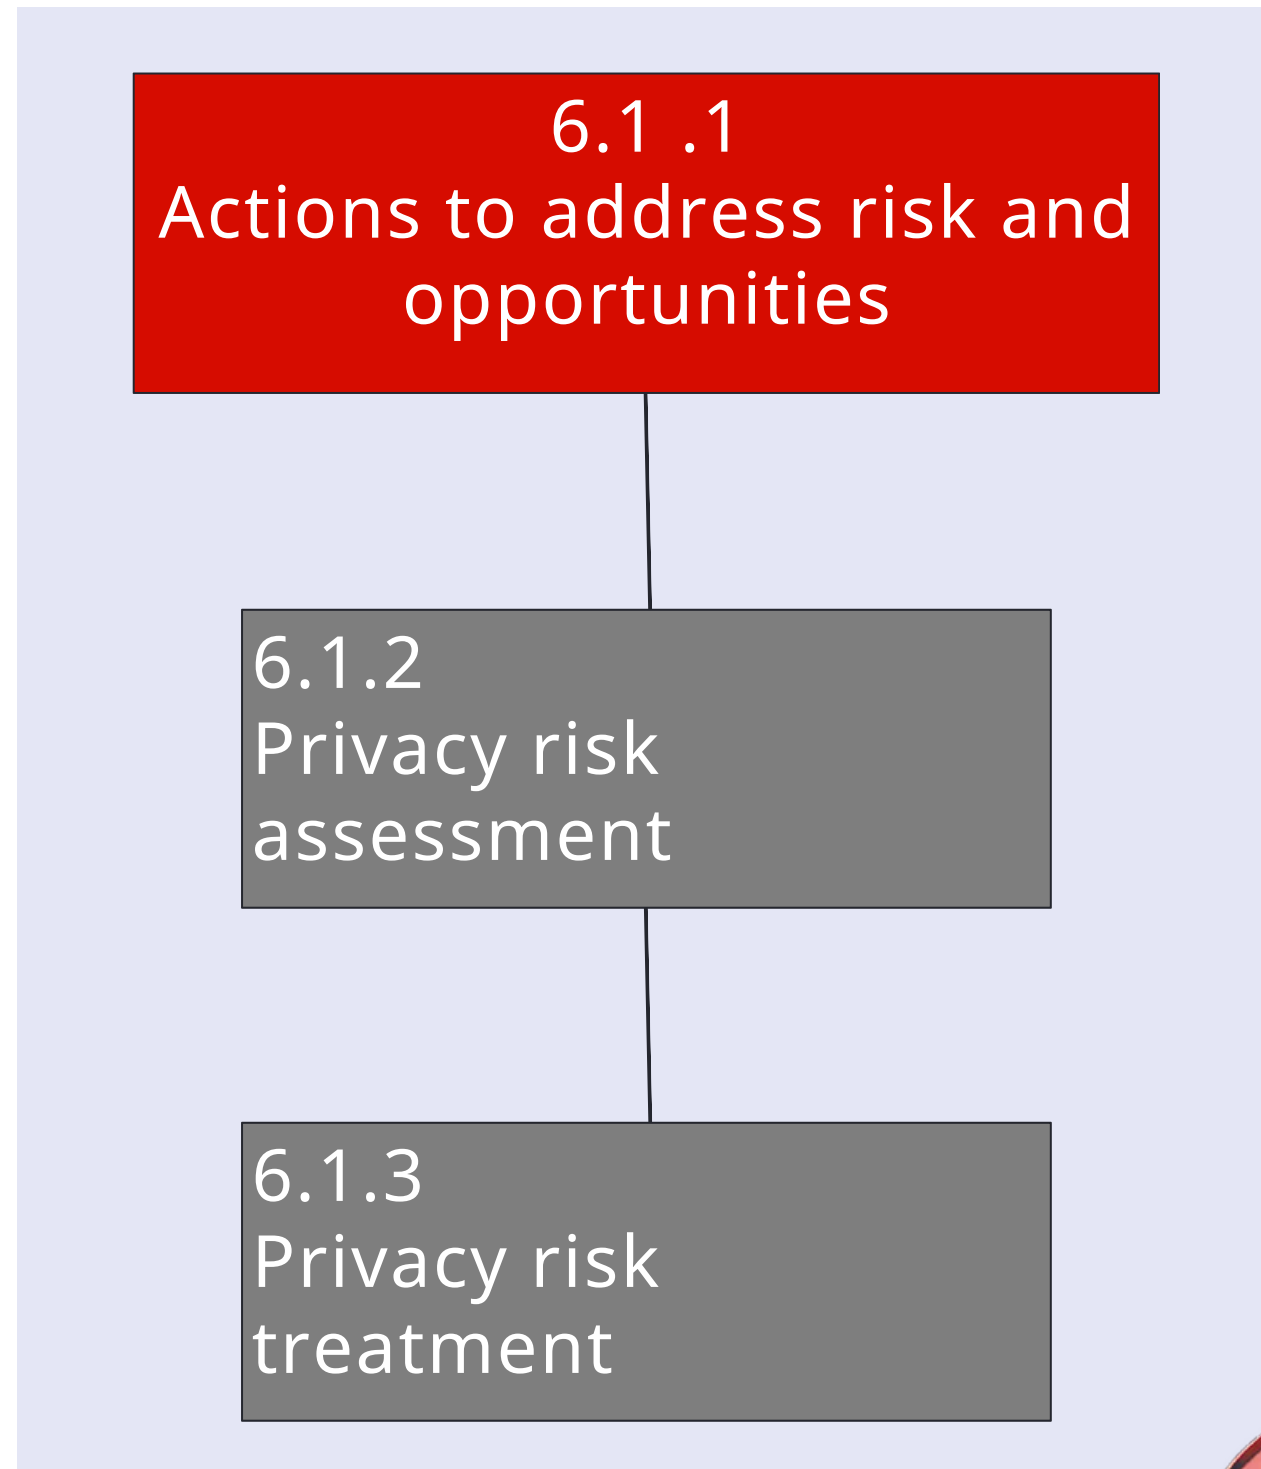 6.1 .1
Actions to address risk and
opportunities
6.1.2
Privacy risk
assessment
6.1.3
Privacy risk
treatment